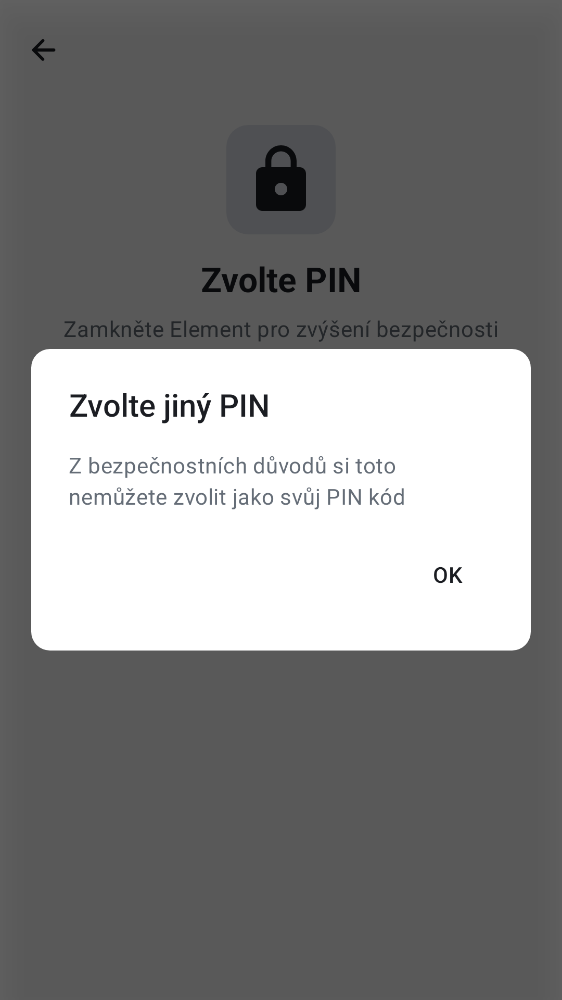 Zvolte PIN
Zamkněte Element pro zvýšení bezpečnosti
Zvolte jiný PIN
Z bezpečnostních důvodů si toto
nemůžete zvolit jako svůj PIN kód
OK